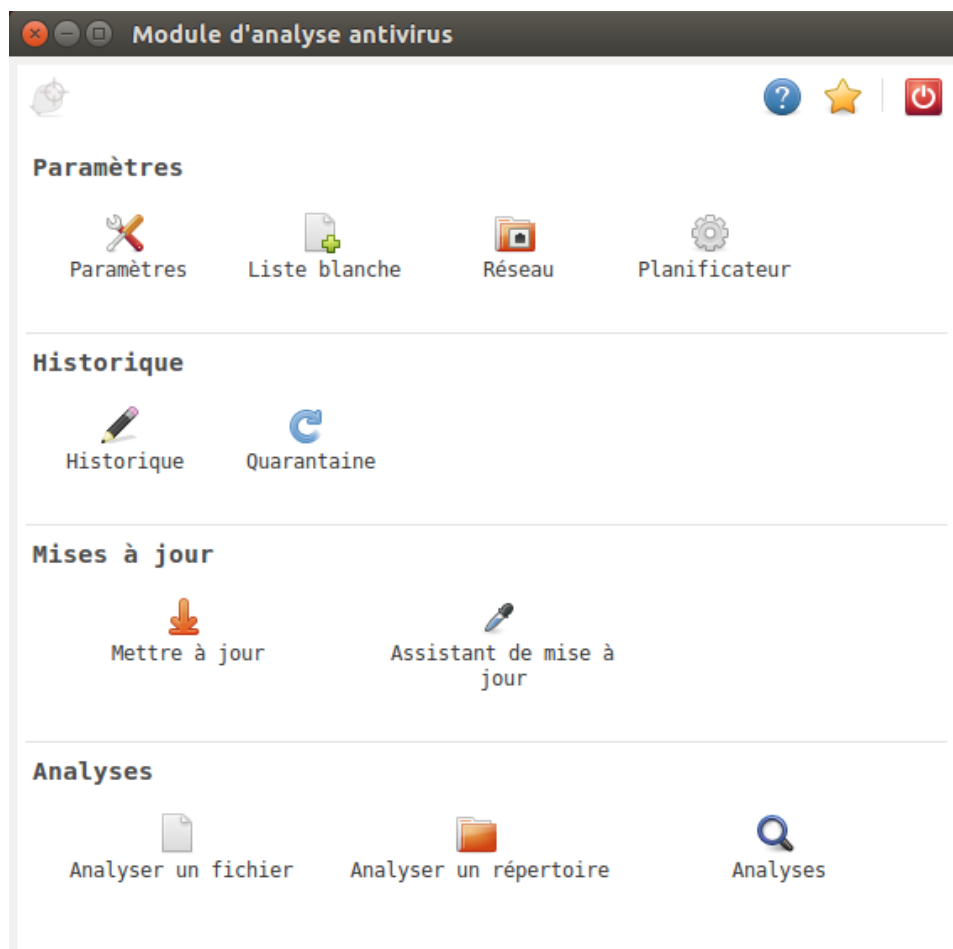 Module d'analyse antivirus
?
Paramètres
Paramètres Liste blanche Réseau Planificateur
Historique
Historique Quarantaine
Mises à jour
Mettre à jour Assistant de mise à
jour
Analyses
Analyser un fichier Analyser un répertoire Analyses